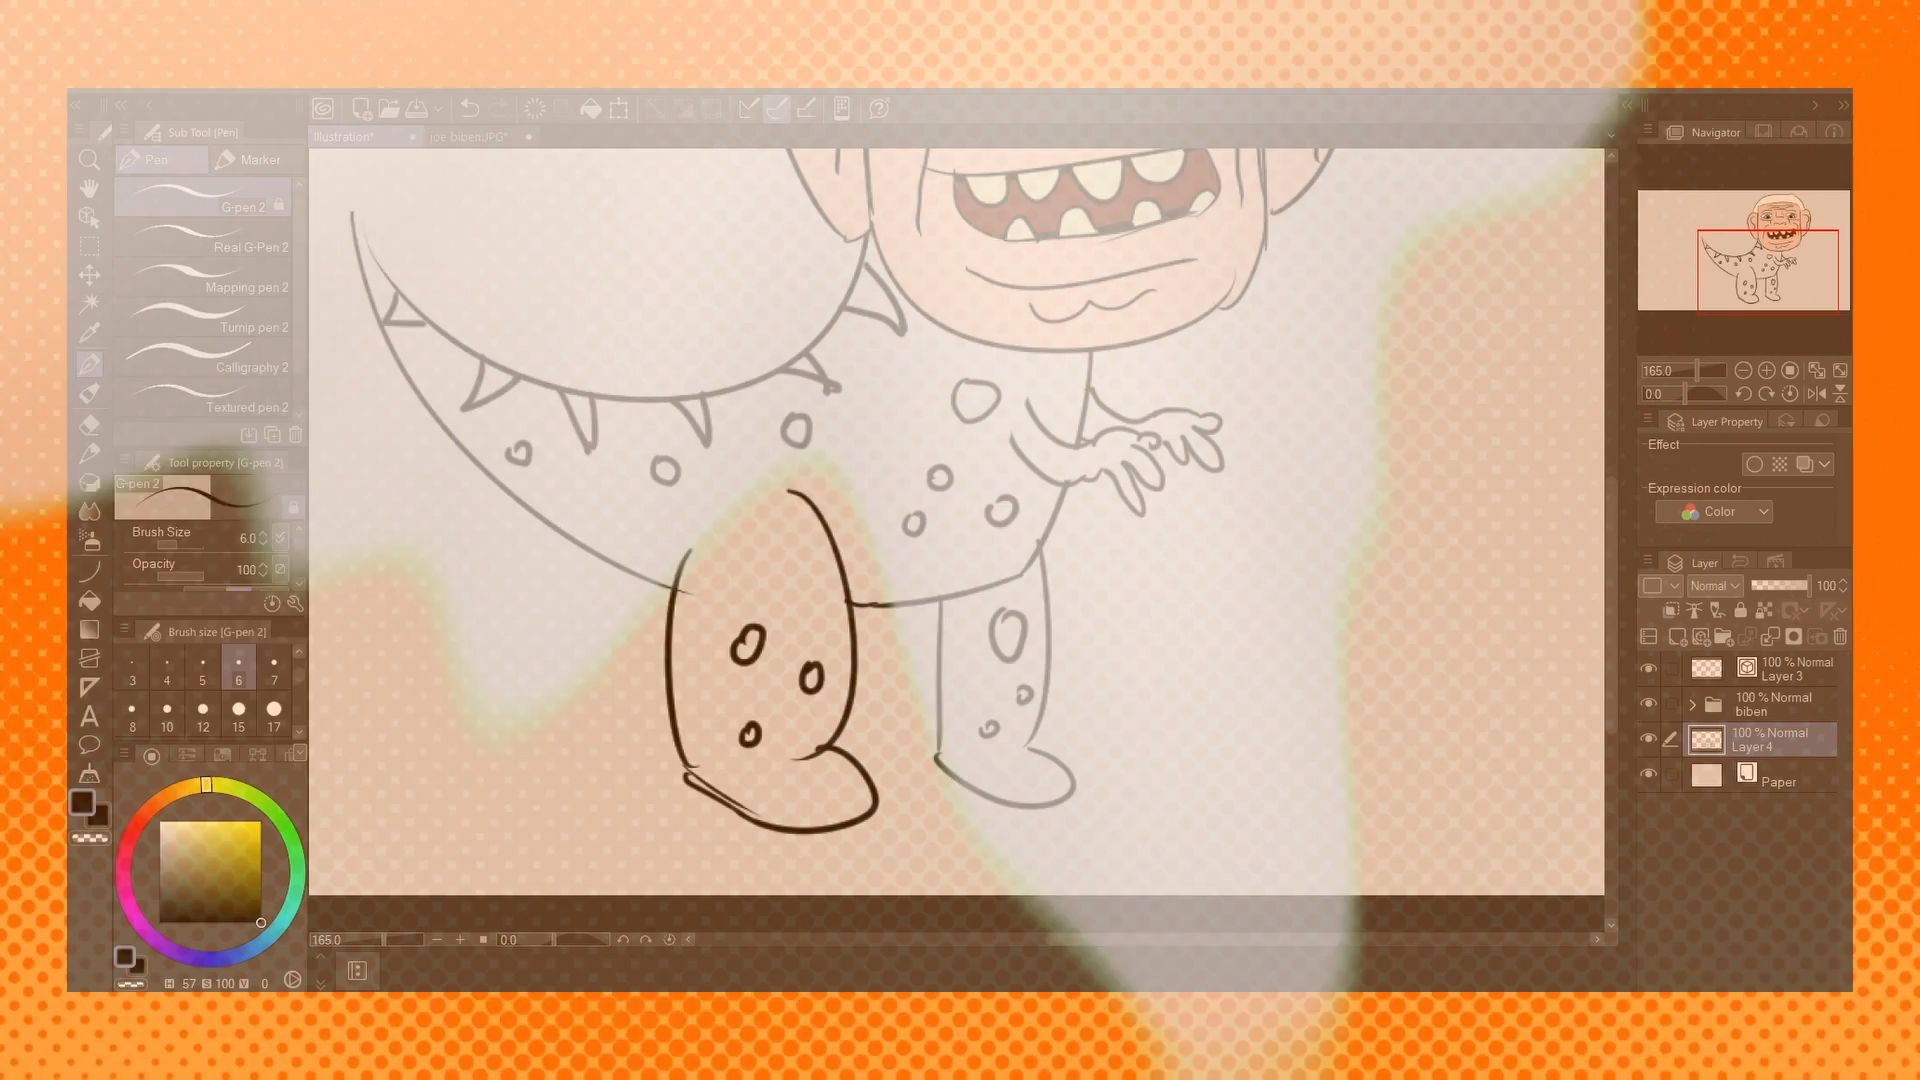 Sub Tool [Pen]
Pen
Marker
G-pen 2
Real G-Pen 2
Mapping pen 2
Turnip pen 2
Calligraphy 2
Textured pen 2
Tool property [G-pen 2]
G-pen 2
Brush Size
6.0
Opacity
100
Brush size [G-pen 2]
3 4 5 6 7
8 10 12 15 17
H 57 S 100 V 0
Illustration*
joe biben.JPG*
165.0
0.0
Navigator
165.0
0.0
Layer Property
Effect
Expression color
Color
Layer
Normal
100
100 % Normal
Layer 3
100 % Normal
biben
100 % Normal
Layer 4
Paper